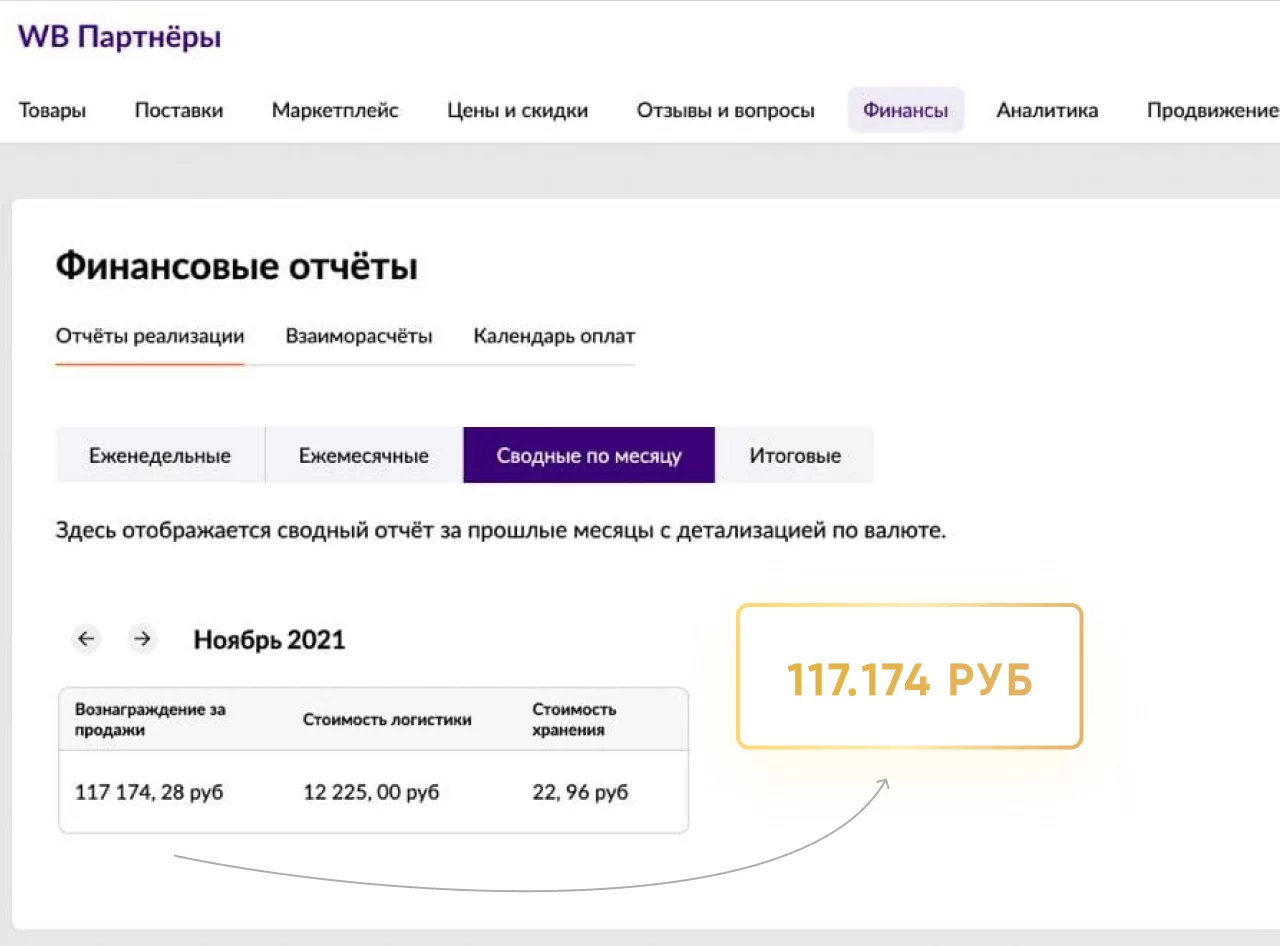 WB Партнёры
Товары Поставки Маркетплейс Цены и скидки Отзывы и вопросы Финансы Аналитика Продвижение
Финансовые отчёты
Отчёты реализации Взаиморасчёты Календарь оплат
Еженедельные Ежемесячные Сводные по месяцу Итоговые
Здесь отображается сводный отчёт за прошлые месяцы с детализацией по валюте.
Ноябрь 2021
117.174 РУБ
Вознаграждение за
продажи
Стоимость логистики
Стоимость
хранения
117 174, 28 руб 12 225, 00 руб 22, 96 руб